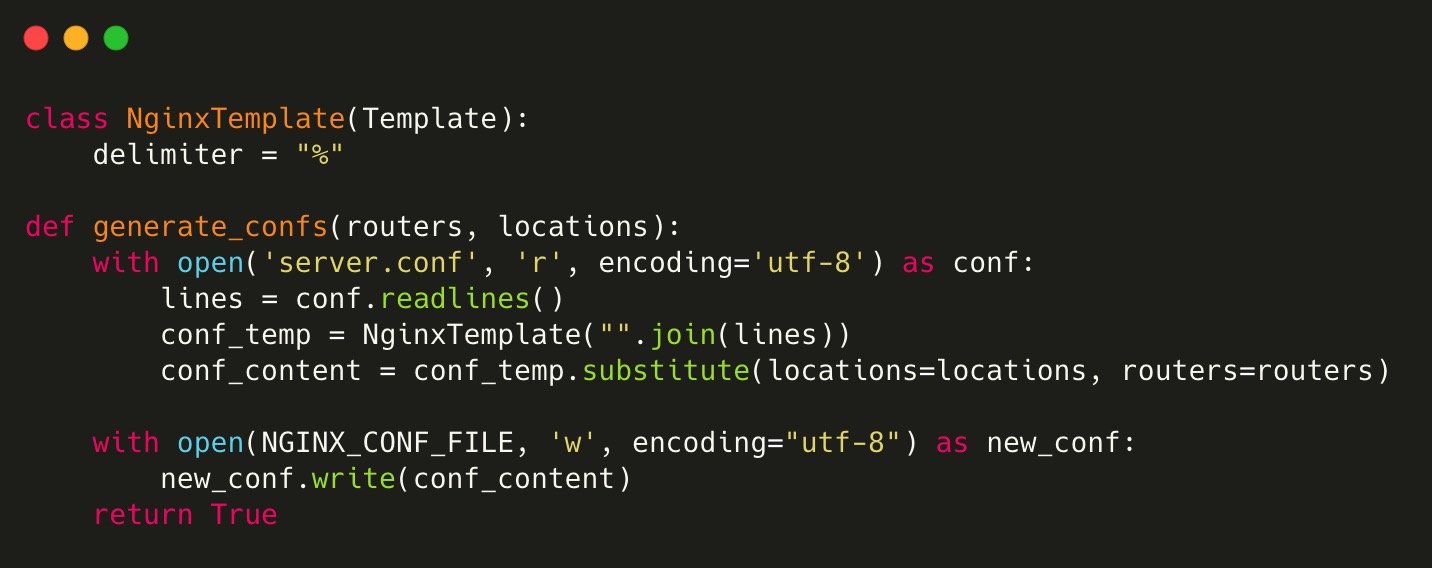 class NginxTemplate(Template):
    delimiter = "%"

def generate_confs(routers, locations):
    with open('server.conf', 'r', encoding='utf-8') as conf:
        lines = conf.readlines()
        conf_temp = NginxTemplate("".join(lines))
        conf_content = conf_temp.substitute(locations=locations, routers=routers)

    with open(NGINX_CONF_FILE, 'w', encoding="utf-8") as new_conf:
        new_conf.write(conf_content)
    return True